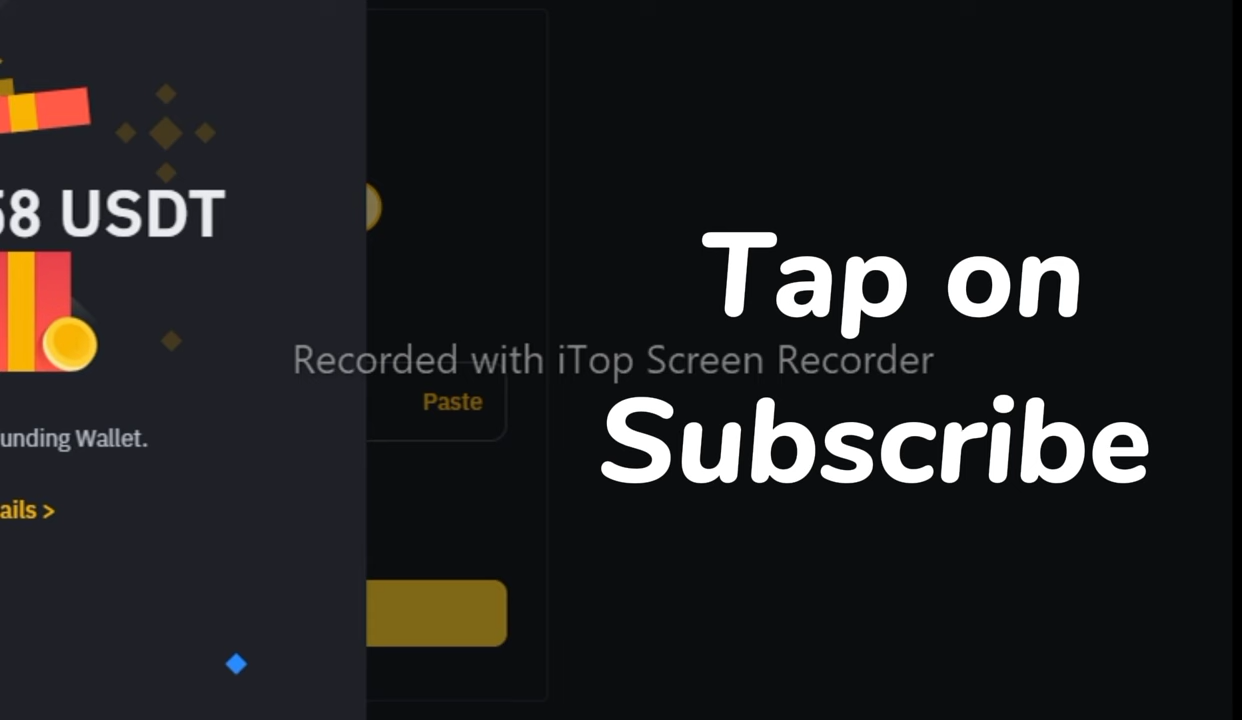 58 USDT
Tap on
Subscribe
Recorded with iTop Screen Recorder
Paste
unding Wallet.
ails >